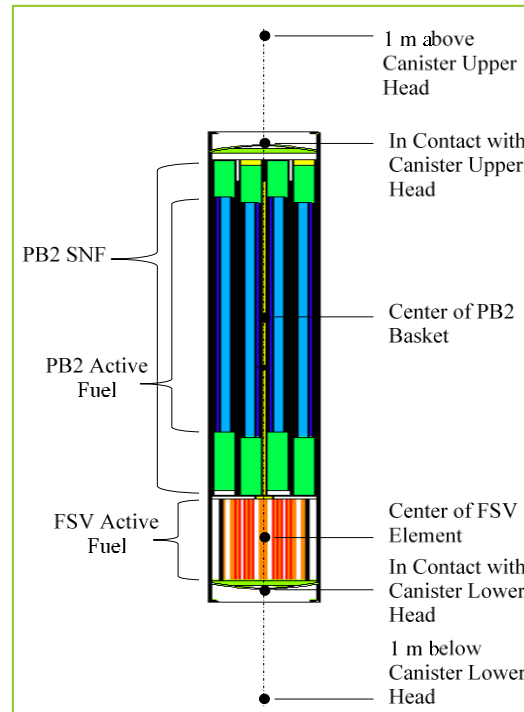 1 m above
Canister Upper
Head
In Contact with
Canister Upper
Head
PB2 SNF
Center of PB2
Basket
PB2 Active
Fuel
FSV Active
Fuel
Center of FSV
Element
In Contact with
Canister Lower
Head
1 m below
Canister Lower
Head